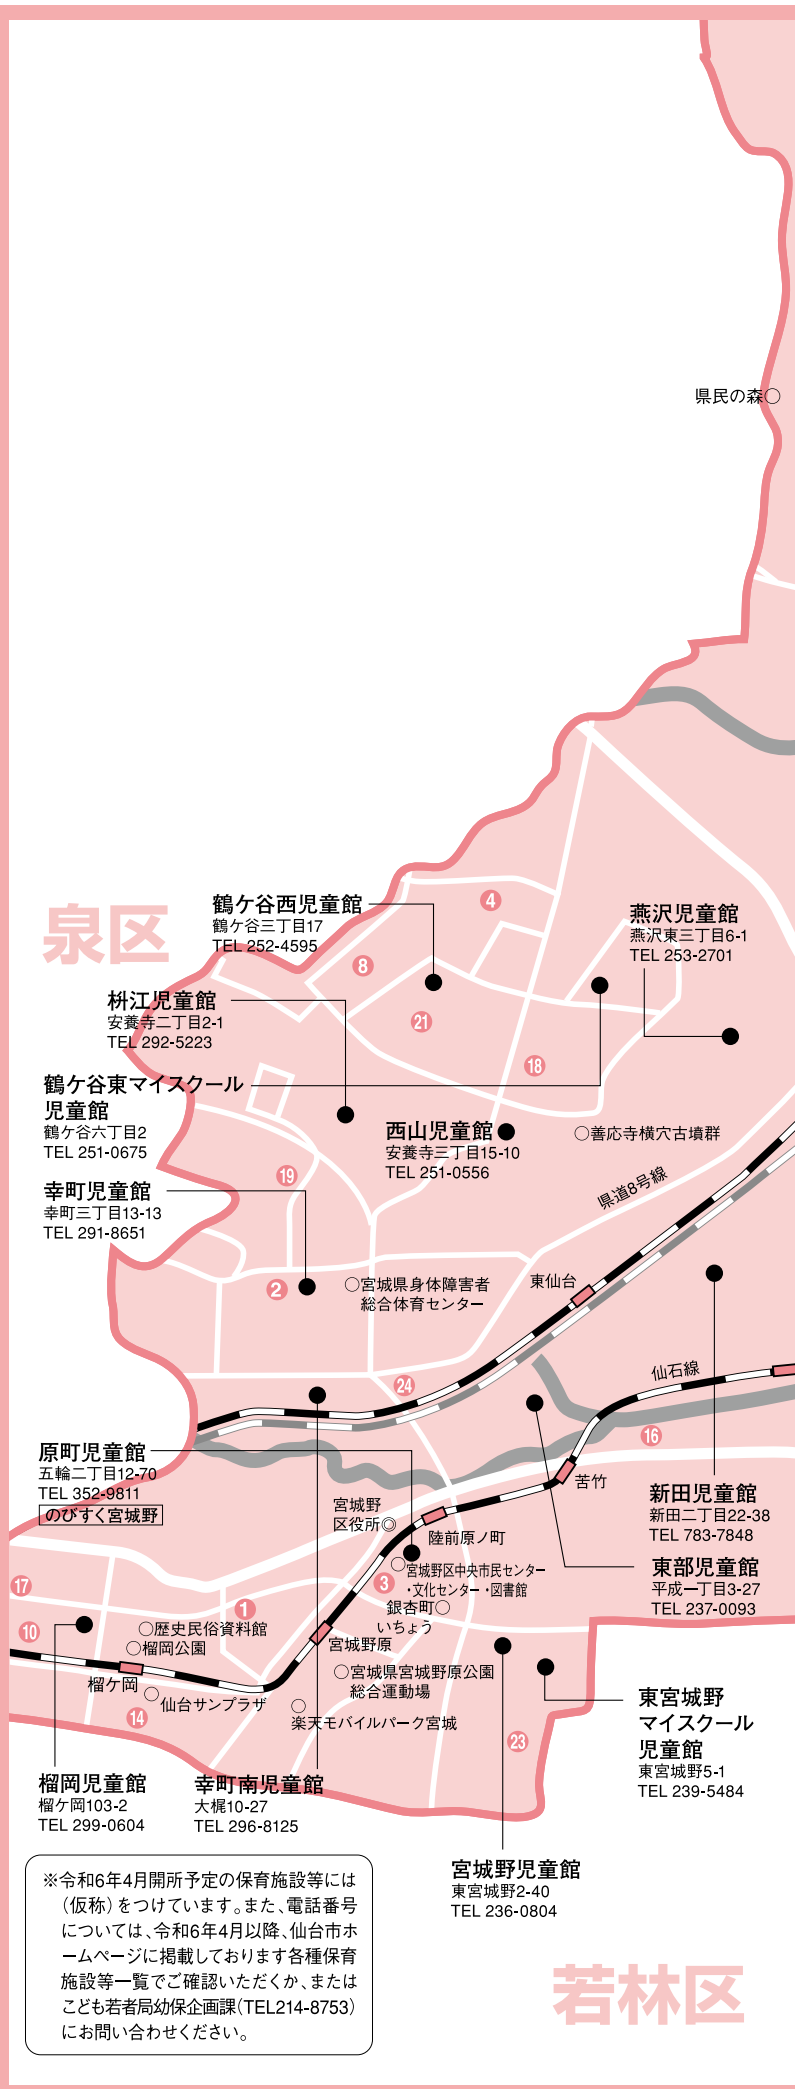 県民の森○
泉区
鶴ケ谷西児童館
鶴ケ谷三丁目17
TEL 252-4595
④
燕沢児童館
燕沢東三丁目6-1
TEL 253-2701
⑧
枡江児童館
安養寺二丁目2-1
TEL 292-5223
㉑
⑱
鶴ケ谷東マイスクール
児童館
鶴ケ谷六丁目2
TEL 251-0675
西山児童館
安養寺三丁目15-10
TEL 251-0556
○善応寺横穴古墳群
⑲
県道8号線
幸町児童館
幸町三丁目13-13
TEL 291-8651
②
○宮城県身体障害者
総合体育センター
東仙台
㉔
仙石線
⑯
原町児童館
五輪二丁目12-70
TEL 352-9811
のびすく宮城野
苦竹
新田児童館
新田二丁目22-38
TEL 783-7848
宮城野
区役所◎
陸前原ノ町
東部児童館
平成一丁目3-27
TEL 237-0093
③
○宮城野区中央市民センター
・文化センター・図書館
⑰
①
銀杏町○
いちょう
⑩
○歴史民俗資料館
○榴岡公園
宮城野原
榴ケ岡
○宮城県宮城野原公園
総合運動場
○仙台サンプラザ
⑭
○
楽天モバイルパーク宮城
㉓
東宮城野
マイスクール
児童館
東宮城野5-1
TEL 239-5484
榴岡児童館
榴ケ岡103-2
TEL 299-0604
幸町南児童館
大梶10-27
TEL 296-8125
宮城野児童館
東宮城野2-40
TEL 236-0804
※令和6年4月開所予定の保育施設等には
（仮称）をつけています。また、電話番号
については、令和6年4月以降、仙台市ホ
ームページに掲載しております各種保育
施設等一覧でご確認いただくか、または
こども若者局幼保企画課(TEL214-8753)
にお問い合わせください。
若林区